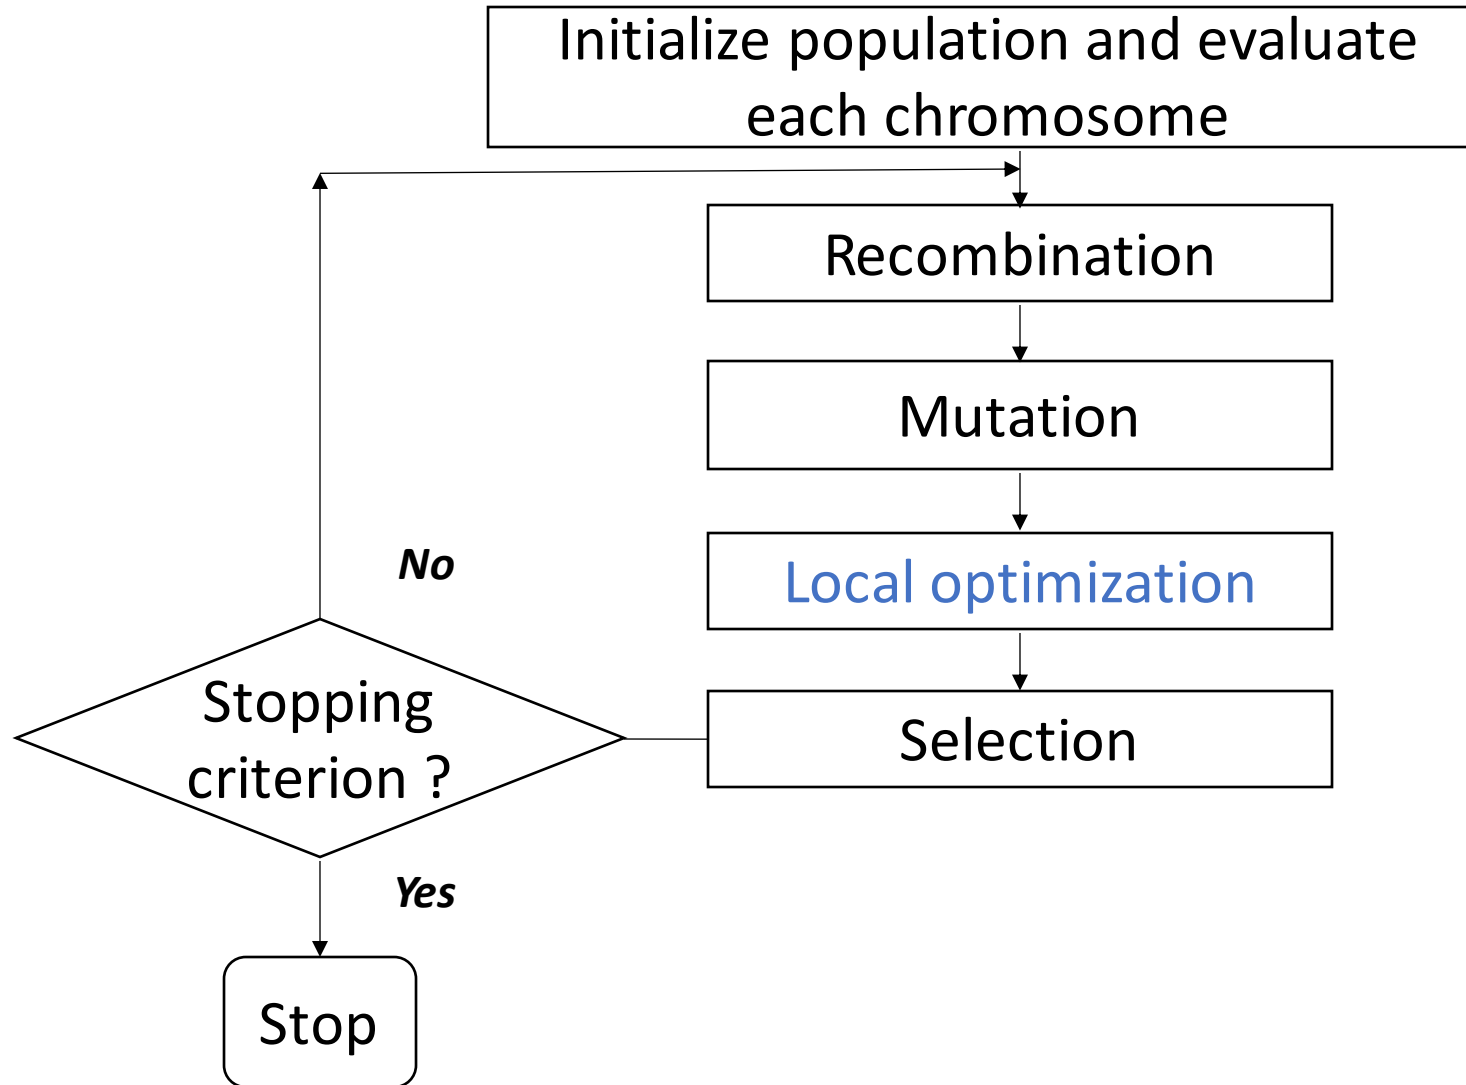 Initialize population and evaluate
each chromosome
Recombination
Mutation
Local optimization
Selection
Stopping
criterion ?
No
Yes
Stop